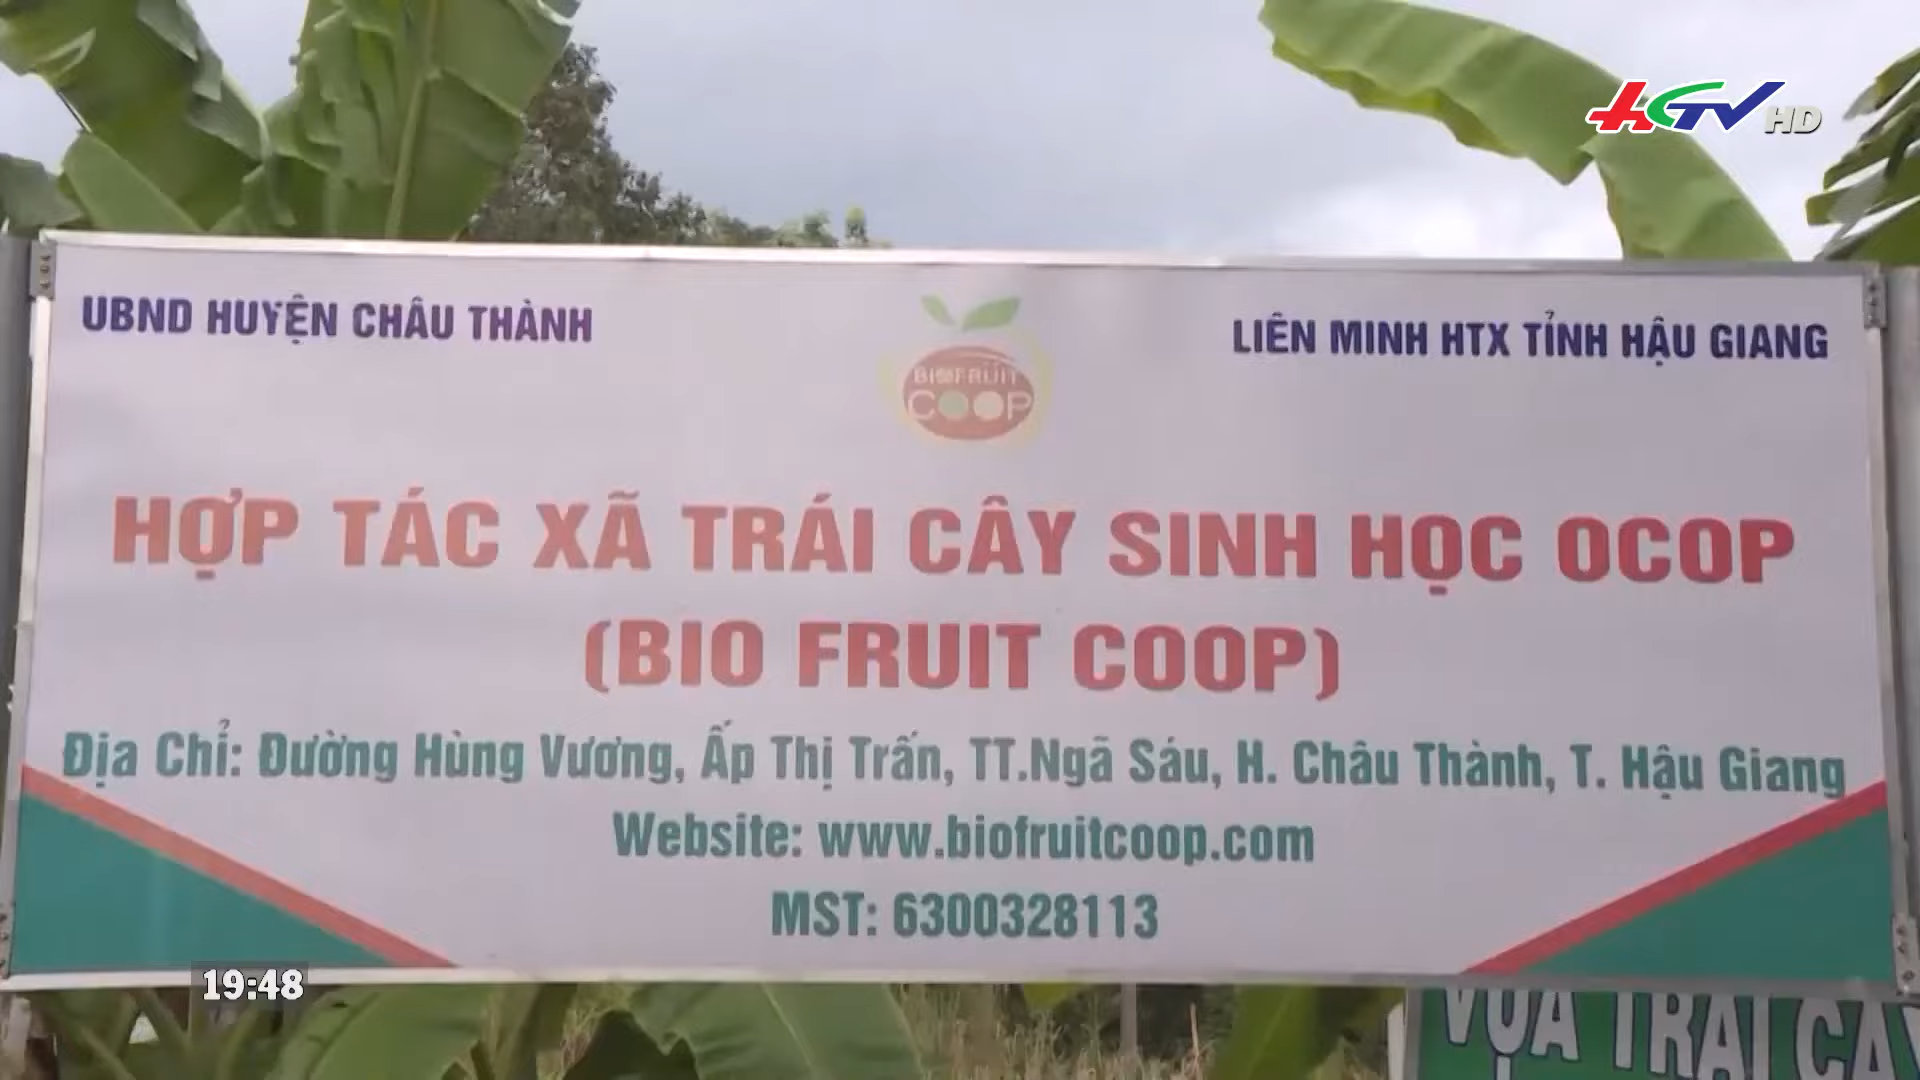 HGTV HD
UBND HUYỆN CHÂU THÀNH
LIÊN MINH HTX TỈNH HẬU GIANG
BIOFRUIT
COOP
HỢP TÁC XÃ TRÁI CÂY SINH HỌC OCOP
(BIO FRUIT COOP)
Địa Chỉ: Đường Hùng Vương, Ấp Thị Trấn, TT.Ngã Sáu, H. Châu Thành, T. Hậu Giang
Website: www.biofruitcoop.com
MST: 6300328113
19:48
VỰA TRÁI CÂY